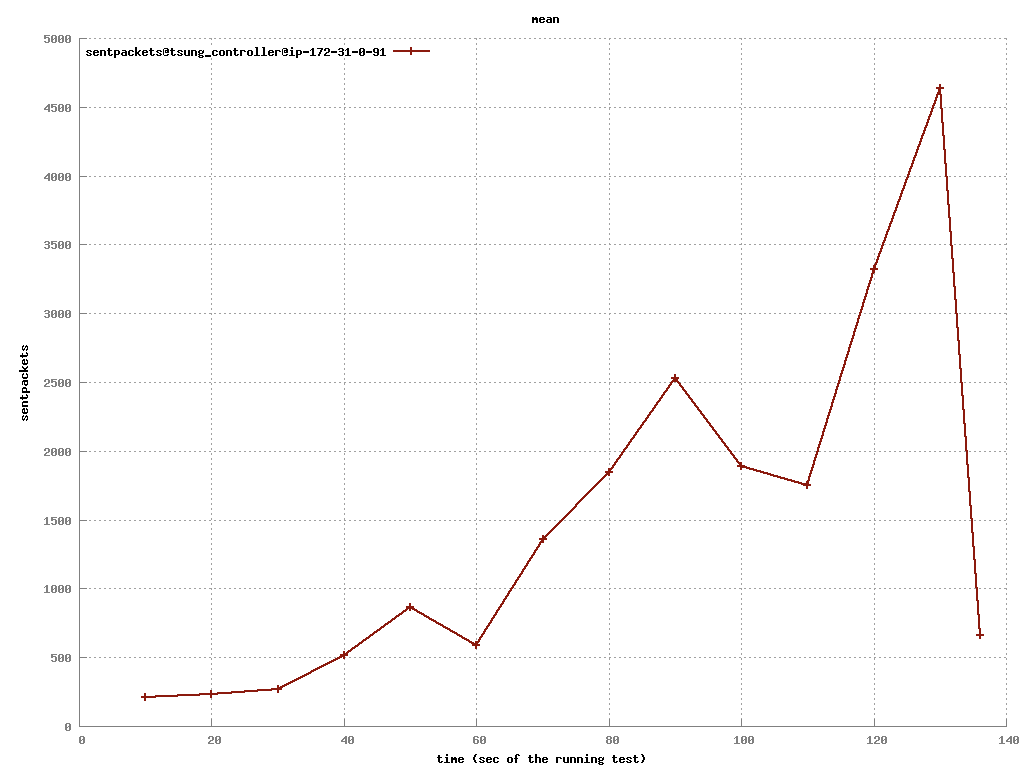 mean
5000
sentpackets@tsung_controller@ip-172-31-0-91
4500
4000
3500
3000
sentpackets
2500
2000
1500
1000
500
0
0 20 40 60 80 100 120 140
time (sec of the running test)